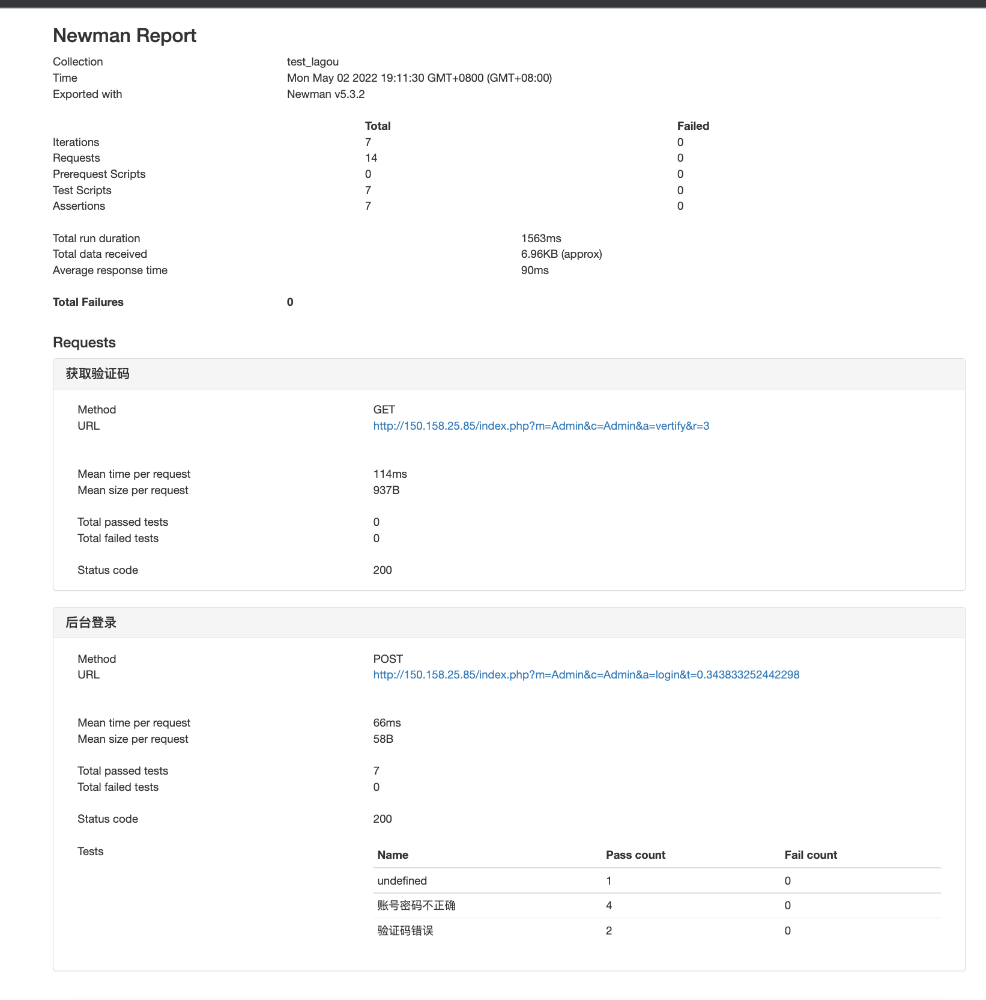 Newman Report
Collection test_lagou
Time Mon May 02 2022 19:11:30 GMT+0800 (GMT+08:00)
Exported with Newman v5.3.2
Total Failed
Iterations 7 0
Requests 14 0
Prerequest Scripts 0 0
Test Scripts 7 0
Assertions 7 0
Total run duration 1563ms
Total data received 6.96KB (approx)
Average response time 90ms
Total Failures 0
Requests
获取验证码
Method GET
URL http://150.158.25.85/index.php?m=Admin&c=Admin&a=vertify&r=3
Mean time per request 114ms
Mean size per request 937B
Total passed tests 0
Total failed tests 0
Status code 200
后台登录
Method POST
URL http://150.158.25.85/index.php?m=Admin&c=Admin&a=login&t=0.343833252442298
Mean time per request 66ms
Mean size per request 58B
Total passed tests 7
Total failed tests 0
Status code 200
Tests
Name Pass count Fail count
undefined 1 0
账号密码不正确 4 0
验证码错误 2 0